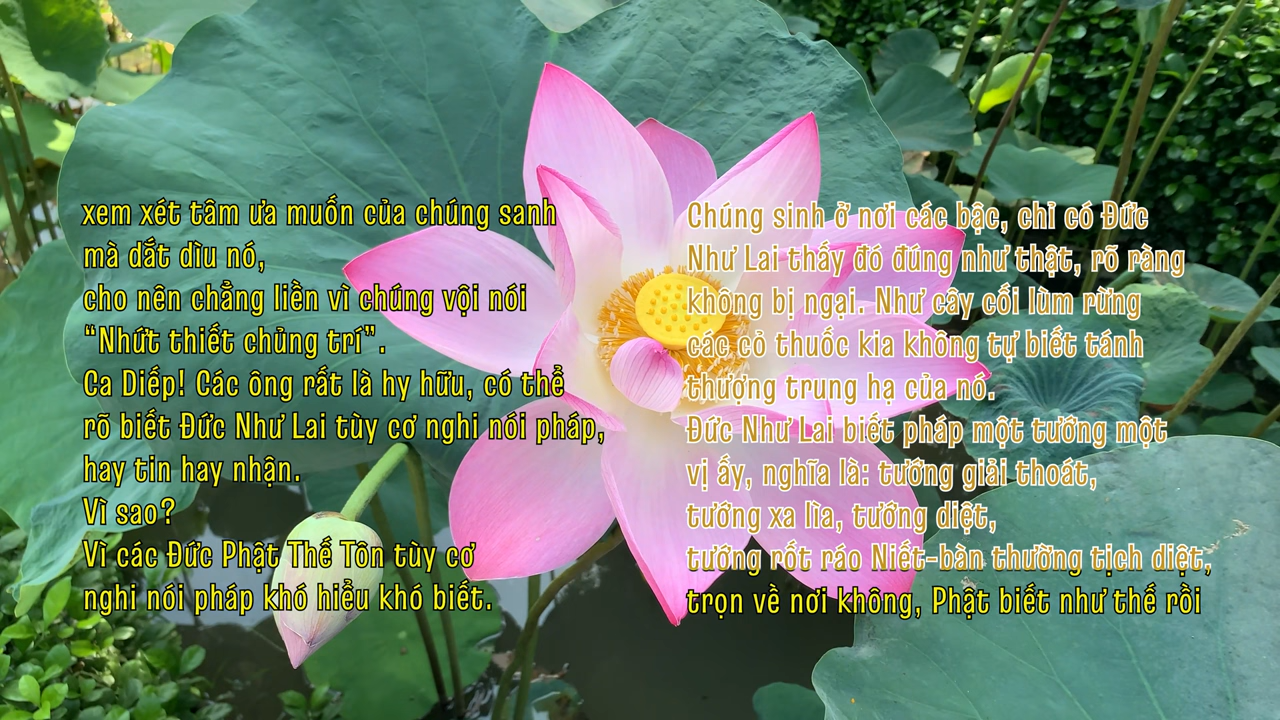 xem xét tâm ưa muốn của chúng sanh
mà dắt dìu nó,
cho nên chẳng liền vì chúng vội nói
“Nhứt thiết chủng trí”.
Ca Diếp! Các ông rất là hy hữu, có thể
rõ biết Đức Như Lai tùy cơ nghi nói pháp,
hay tin hay nhận.
Vì sao?
Vì các Đức Phật Thế Tôn tùy cơ
nghi nói pháp khó hiểu khó biết.
Chúng sinh ở nơi các bậc, chỉ có Đức
Như Lai thấy đó đúng như thật, rõ ràng
không bị ngại. Như cây cối lùm rừng
các cỏ thuốc kia không tự biết tánh
thượng trung hạ của nó.
Đức Như Lai biết pháp một tướng một
vị ấy, nghĩa là: tướng giải thoát,
tướng xa lìa, tướng diệt,
tướng rốt ráo Niết-bàn thường tịch diệt,
trọn về nơi không, Phật biết như thế rồi